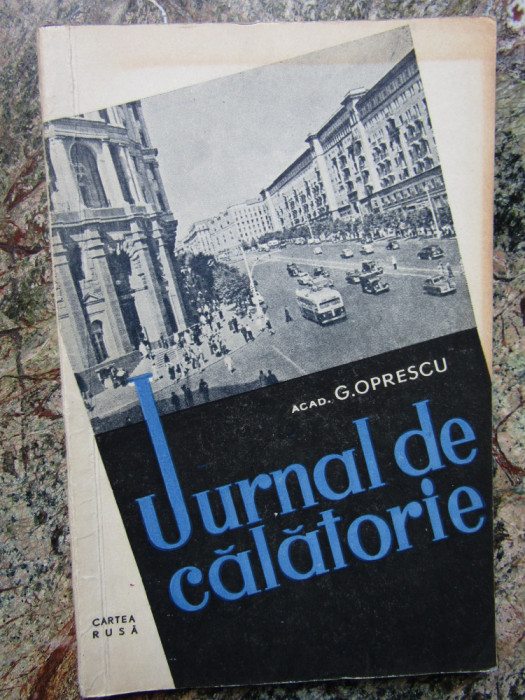 ACAD. G.OPRESCU
Jurnal de
călătorie
CARTEA
RUSĂ